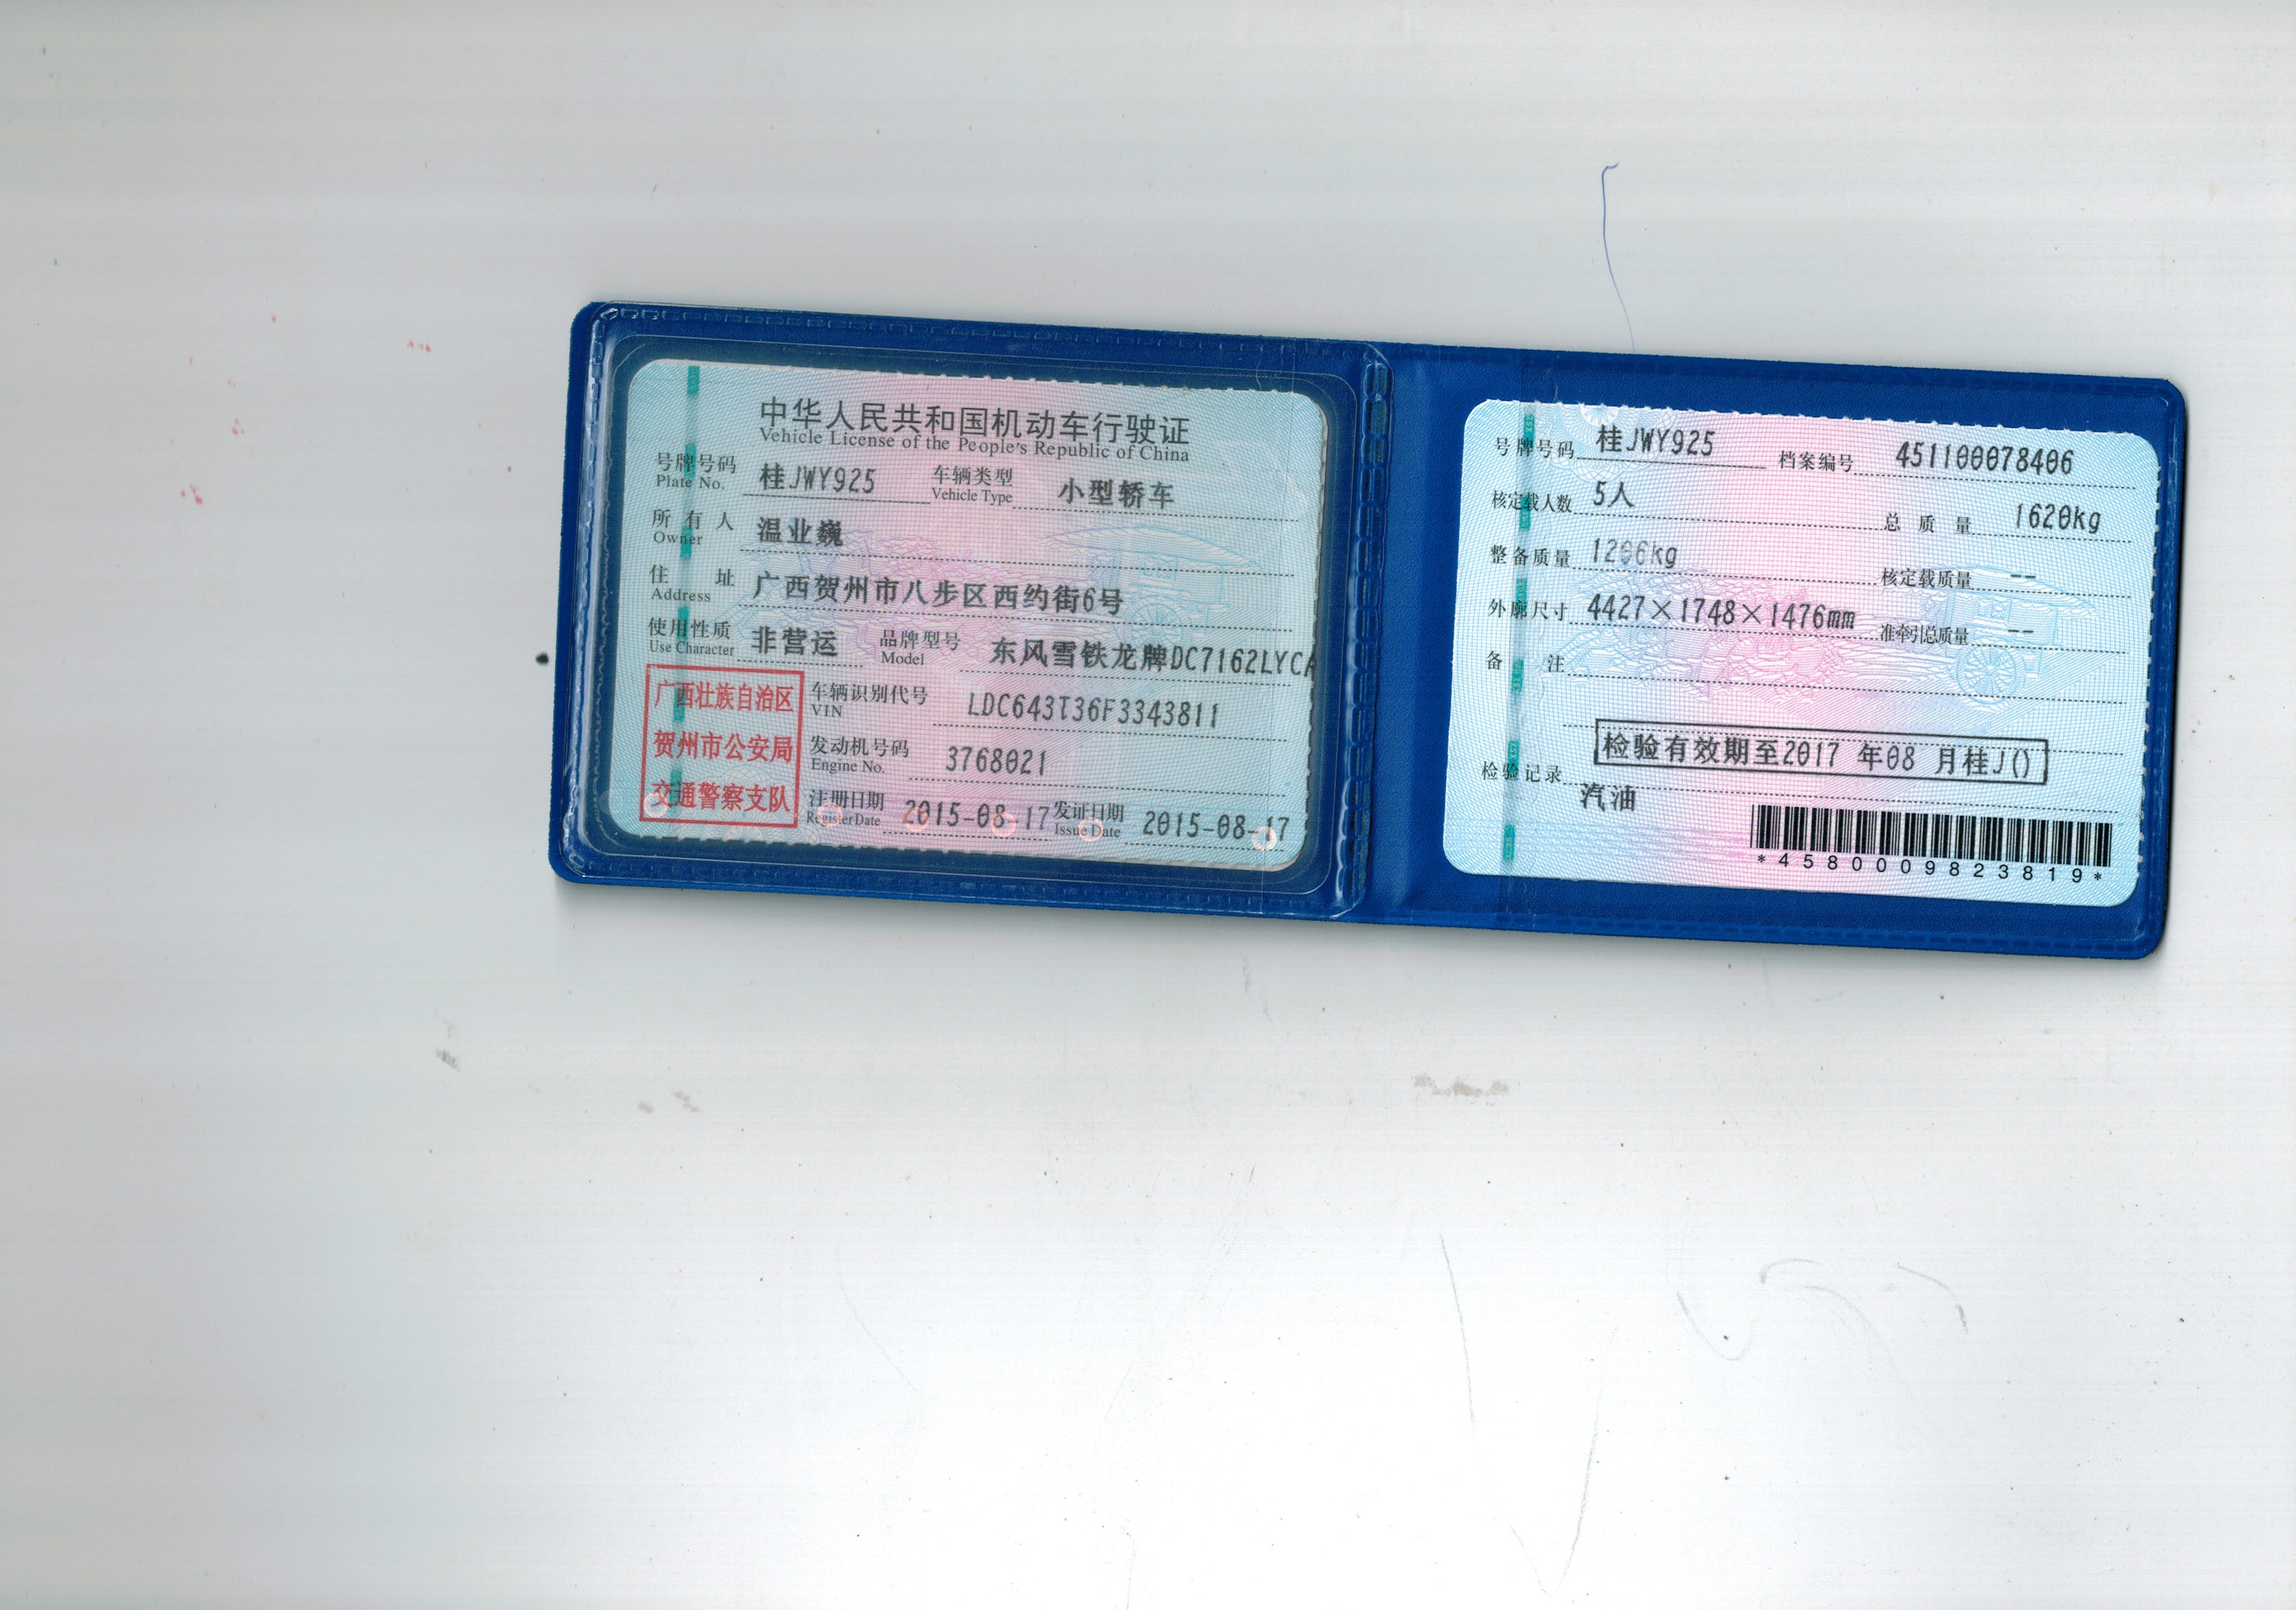 中华人民共和国机动车行驶证
Vehicle License of the People's Republic of China
号牌号码 桂JWY925 车辆类型 小型轿车
Plate No. Vehicle Type
所有人 温业巍
Owner
住址 广西贺州市八步区西约街6号
Address
使用性质 非营运 品牌型号 东风雪铁龙牌DC7162LYCA
Use Character Model
广西壮族自治区
贺州市公安局
交通警察支队
车辆识别代号 LDC643T36F3343811
VIN
发动机号码 3768021
Engine No.
注册日期 2015-08-17 发证日期 2015-08-17
Register Date Issue Date
号牌号码 桂JWY925 档案编号 451100078406
核定载人数 5人 总质量 1620kg
整备质量 核定载质量 --
外廓尺寸 4427×1748×1476mm 准牵引总质量 --
备注
检验有效期至2017 年08 月桂J()
检验记录
汽油
*4580009823819*